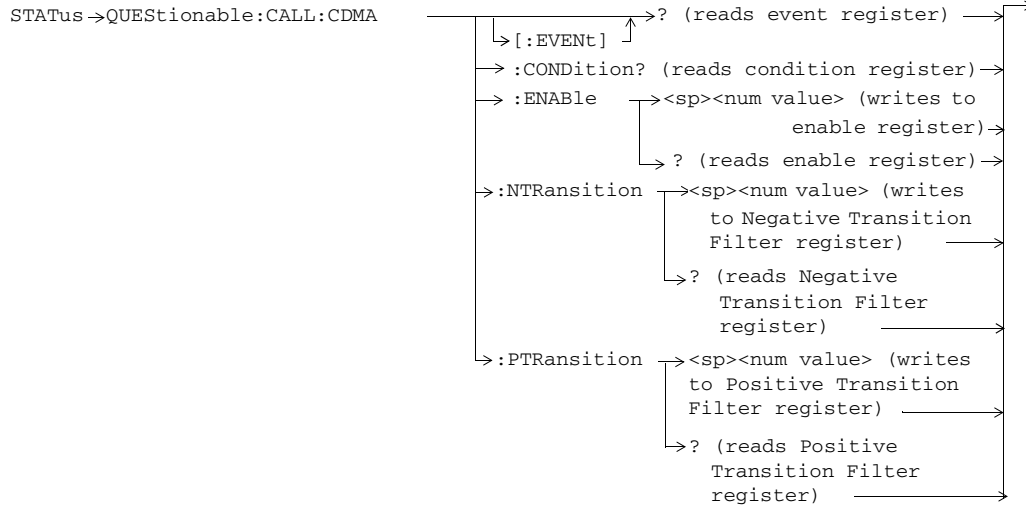 STATus QUEStionable:CALL:CDMA ? (reads event register)
[:EVENt]
:CONDition? (reads condition register)
:ENABle <sp><num value> (writes to
enable register)
? (reads enable register)
:NTRansition <sp><num value> (writes
to Negative Transition
Filter register)
? (reads Negative
Transition Filter
register)
:PTRansition <sp><num value> (writes
to Positive Transition
Filter register)
? (reads Positive
Transition Filter
register)